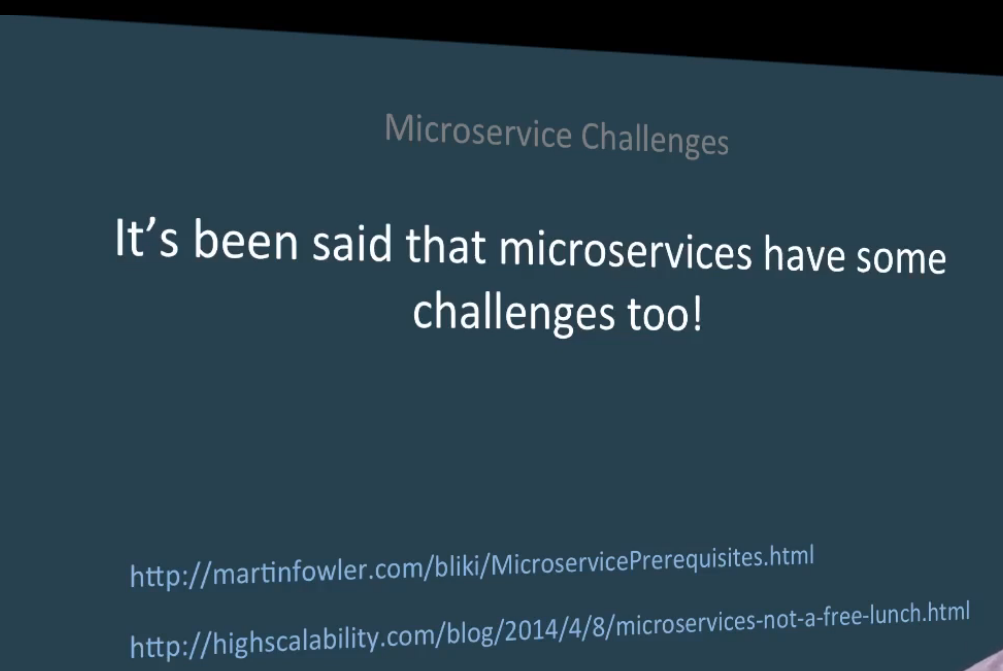 Microservice Challenges
It's been said that microservices have some
challenges too!
http://martinfowler.com/bliki/MicroservicePrerequisites.html
http://highscalability.com/blog/2014/4/8/microservices-not-a-free-lunch.html